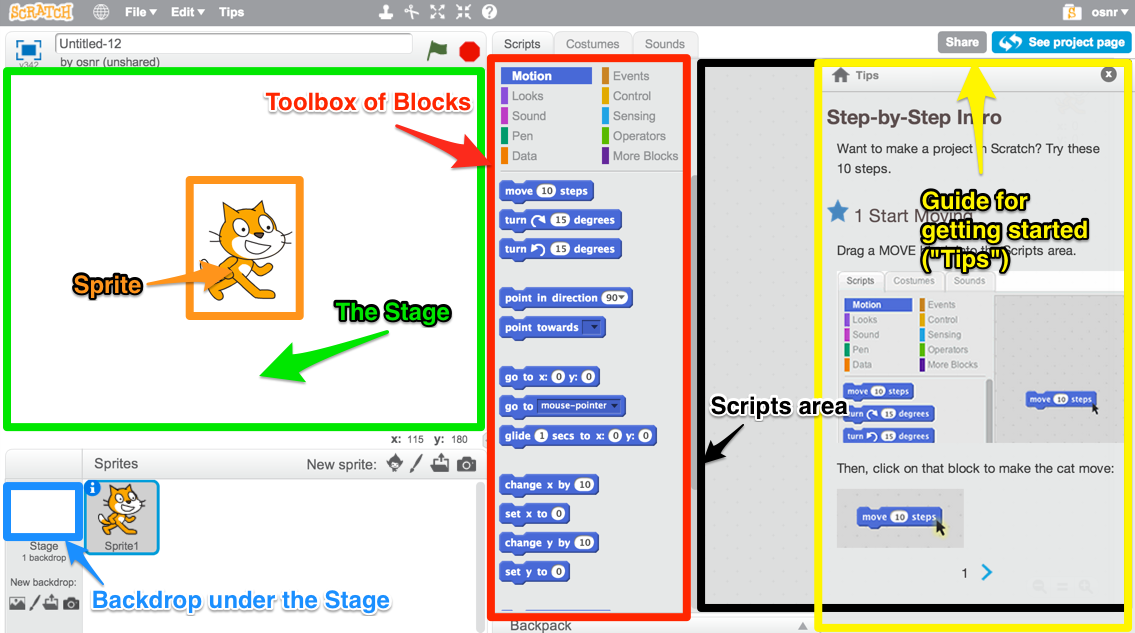 SCRATCH
File▼ Edit▼ Tips
osnr▼
Untitled-12
by osnr (unshared)
v342
Scripts Costumes Sounds
Share
See project page
Toolbox of Blocks
Motion Events
Looks Control
Sound Sensing
Pen Operators
Data More Blocks
move 10 steps
turn 15 degrees
turn 15 degrees
point in direction 90▼
point towards
go to x: 0 y: 0
go to mouse-pointer
glide 1 secs to x: 0 y: 0
change x by 10
set x to 0
change y by 10
set y to 0
Sprite
The Stage
x: 115 y: 180
Sprites
New sprite:
Stage
1 backdrop
Sprite1
New backdrop:
Backdrop under the Stage
Backpack
Scripts area
Tips
Step-by-Step Intro
Want to make a project in Scratch? Try these
10 steps.
Guide for
getting started
("Tips")
1 Start Moving
Drag a MOVE Scripts area.
Scripts Costumes Sounds
Motion Events
Looks Control
Sound Sensing
Pen Operators
Data More Blocks
move 10 steps
turn 15 degrees
turn 15 degrees
move 10 steps
Then, click on that block to make the cat move:
move 10 steps
1